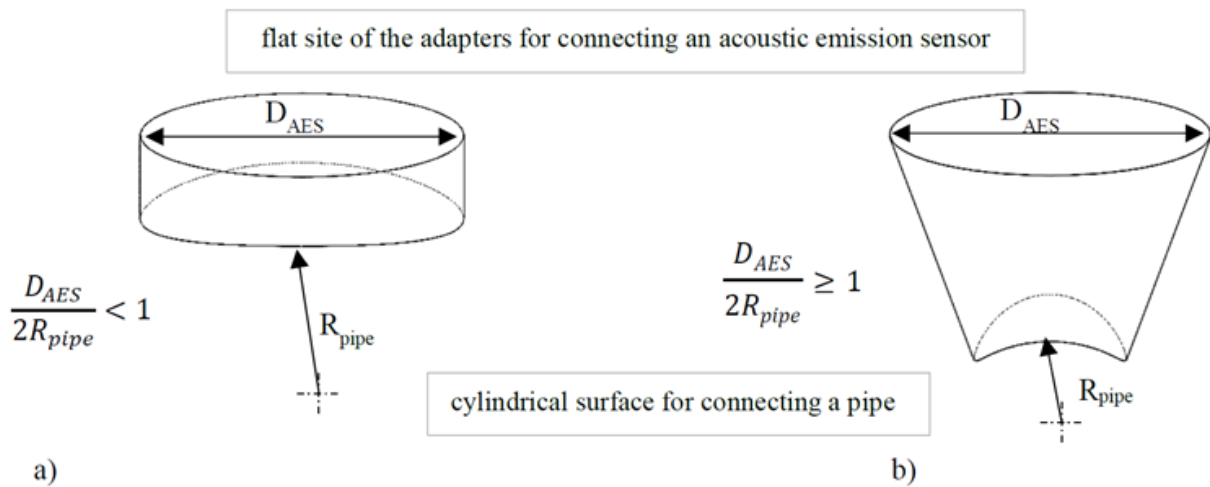 flat site of the adapters for connecting an acoustic emission sensor
D_AES
D_AES
D_AES / 2R_pipe < 1
R_pipe
D_AES / 2R_pipe ≥ 1
R_pipe
cylindrical surface for connecting a pipe
a)
b)